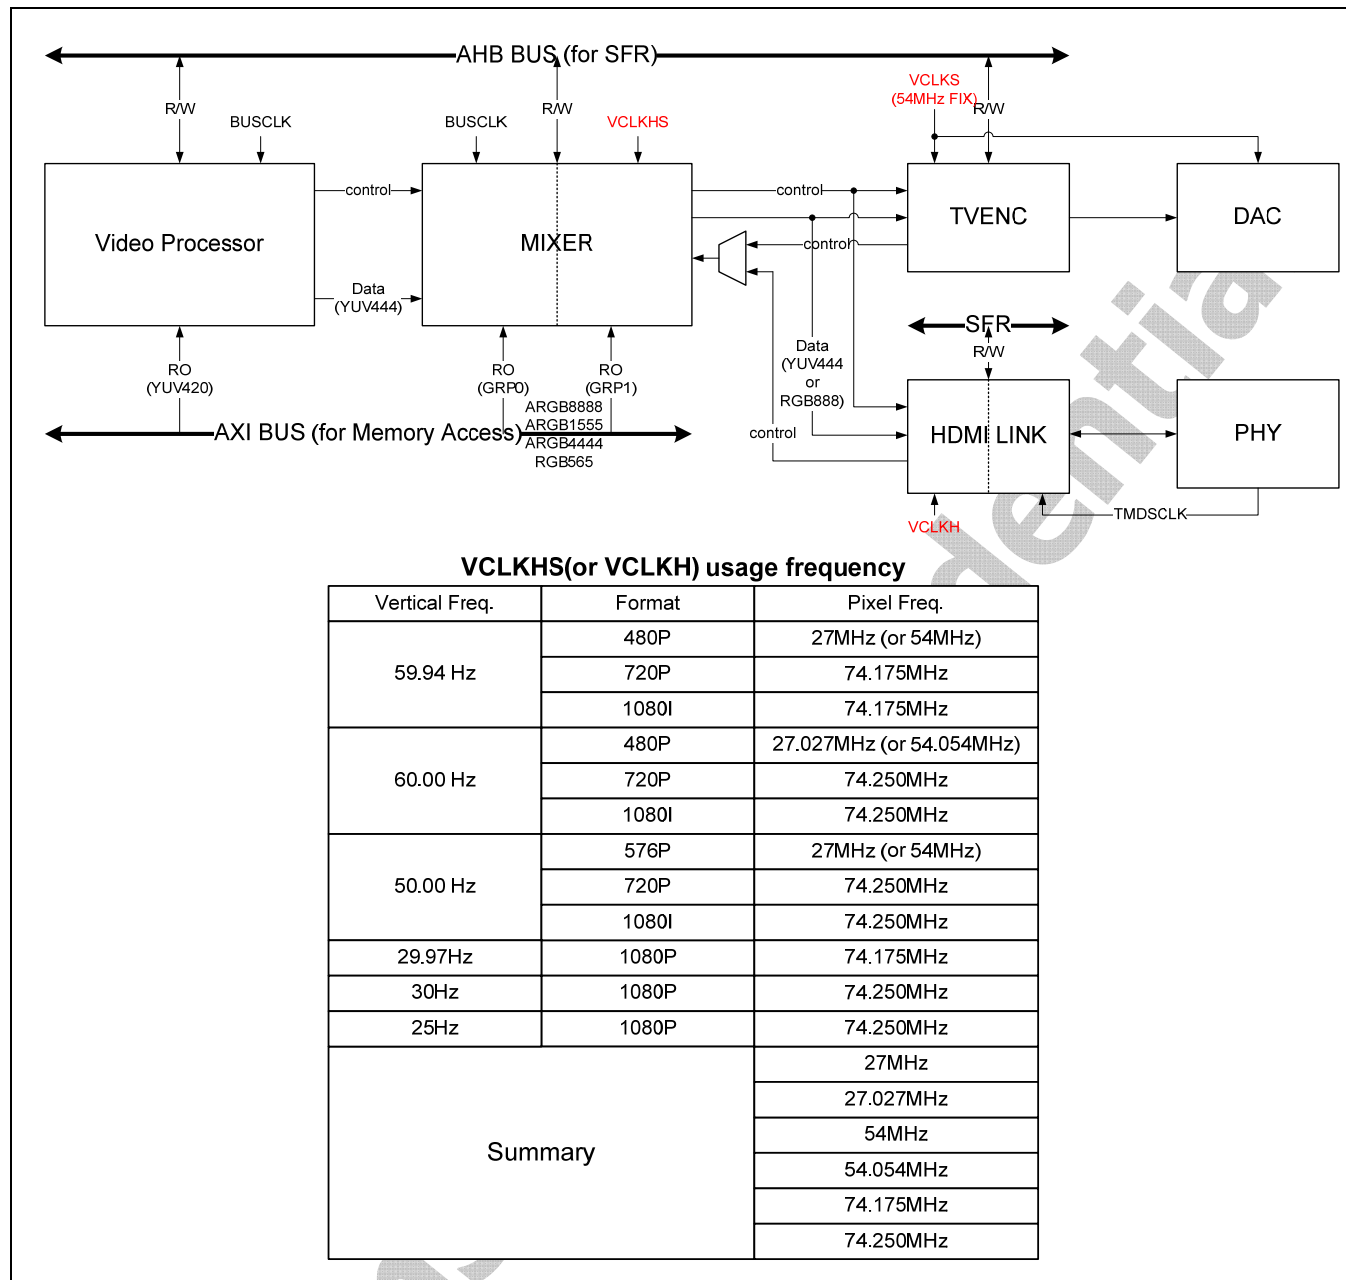 AHB BUS (for SFR)
VCLKS
(54MHz FIX)
R/W
R/W
R/W
BUSCLK
BUSCLK
VCLKHS
control
control
Video Processor
MIXER
TVENC
DAC
control
Data
(YUV444)
SFR
R/W
RO
(YUV420)
RO
(GRP0)
RO
(GRP1)
Data
(YUV444
or
RGB888)
ARGB8888
ARGB1555
ARGB4444
RGB565
AXI BUS (for Memory Access)
control
HDMI LINK
PHY
VCLKH
TMDSCLK
VCLKHS(or VCLKH) usage frequency
Vertical Freq. Format Pixel Freq.
59.94 Hz 480P 27MHz (or 54MHz)
720P 74.175MHz
1080I 74.175MHz
60.00 Hz 480P 27.027MHz (or 54.054MHz)
720P 74.250MHz
1080I 74.250MHz
50.00 Hz 576P 27MHz (or 54MHz)
720P 74.250MHz
1080I 74.250MHz
29.97Hz 1080P 74.175MHz
30Hz 1080P 74.250MHz
25Hz 1080P 74.250MHz
Summary 27MHz
27.027MHz
54MHz
54.054MHz
74.175MHz
74.250MHz